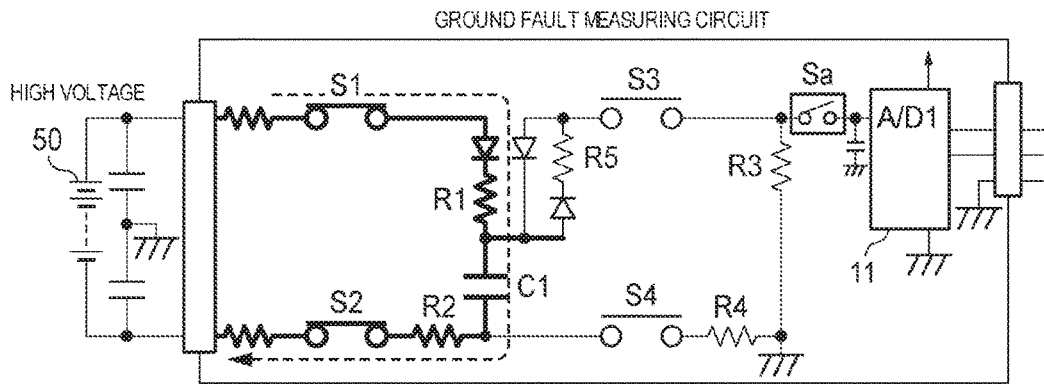 GROUND FAULT MEASURING CIRCUIT
HIGH VOLTAGE
50
S1
S3
Sa
A/D1
R5
R3
R1
C1
11
S2
R2
S4
R4